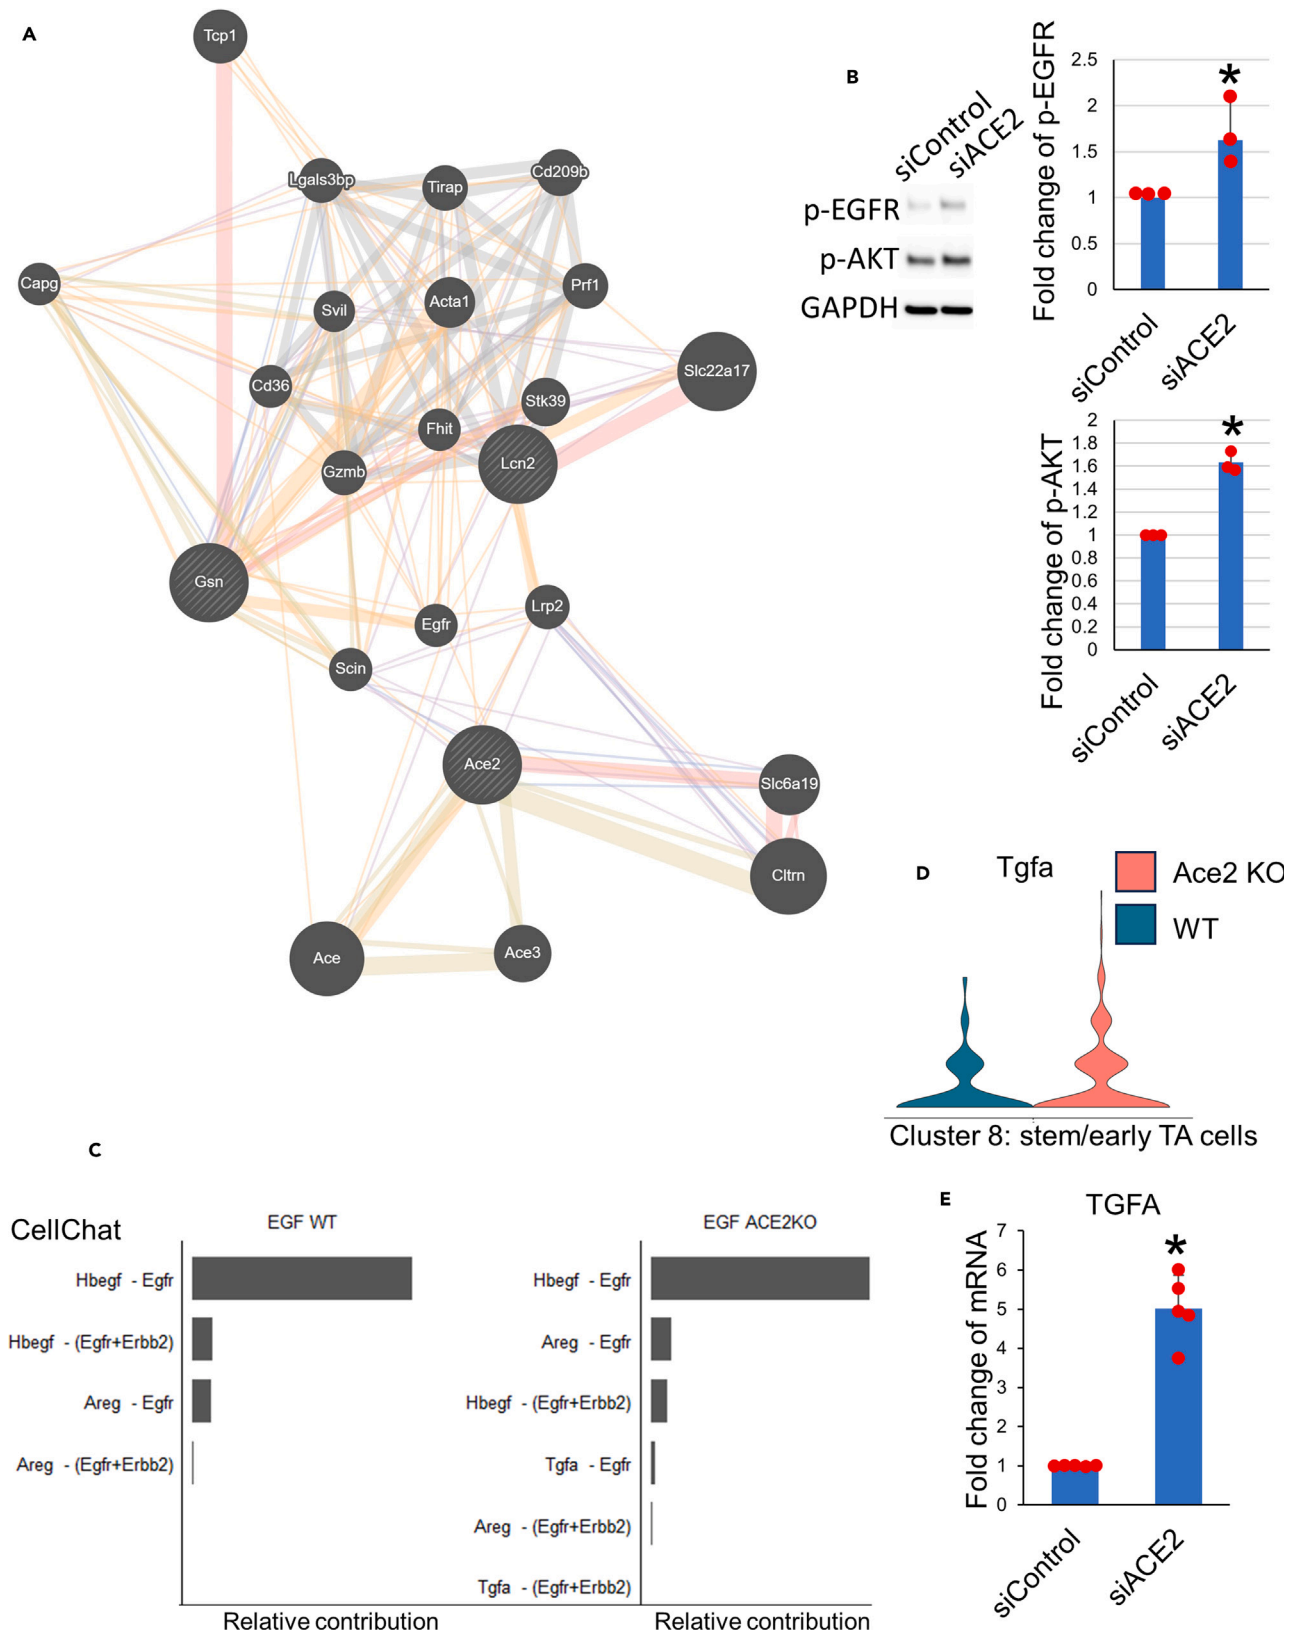 A
Tcp1
Lgals3bp
Tirap
Cd209b
Capg
Svil
Acta1
Prf1
Slc22a17
Cd36
Stk39
Fhit
Gzmb
Lcn2
Gsn
Egfr
Lrp2
Scin
Ace2
Slc6a19
Cltrn
Ace
Ace3
B
siControl
siACE2
p-EGFR
p-AKT
GAPDH
Fold change of p-EGFR
2.5
2
1.5
1
0.5
0
*
siControl
siACE2
Fold change of p-AKT
2
1.8
1.6
1.4
1.2
1
0.8
0.6
0.4
0.2
0
*
siControl
siACE2
C
CellChat
EGF WT
Hbegf - Egfr
Hbegf - (Egfr+Erbb2)
Areg - Egfr
Areg - (Egfr+Erbb2)
Relative contribution
EGF ACE2KO
Hbegf - Egfr
Areg - Egfr
Hbegf - (Egfr+Erbb2)
Tgfa - Egfr
Areg - (Egfr+Erbb2)
Tgfa - (Egfr+Erbb2)
Relative contribution
D
Tgfa
Ace2 KO
WT
Cluster 8: stem/early TA cells
E
TGFA
Fold change of mRNA
7
6
5
4
3
2
1
0
*
siControl
siACE2